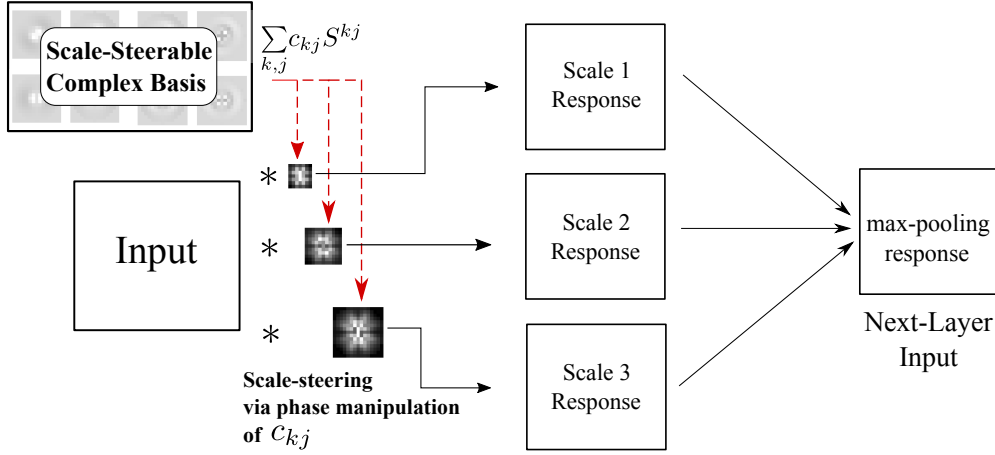 Scale-Steerable
Complex Basis
∑ c_{kj} S^{kj}
k,j
Input
*
*
*
Scale-steering
via phase manipulation
of c_{kj}
Scale 1
Response
Scale 2
Response
Scale 3
Response
max-pooling
response
Next-Layer
Input